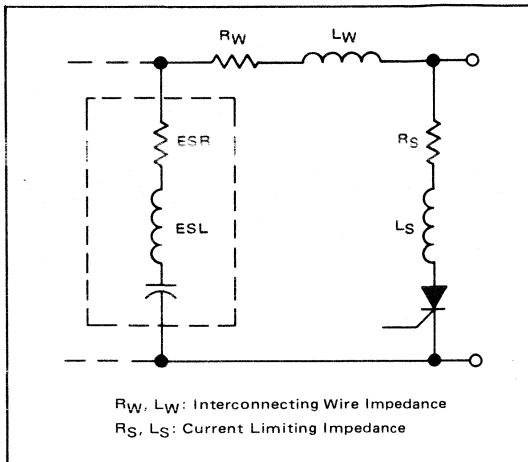 RW
LW
ESR
RS
ESL
LS
RW, LW: Interconnecting Wire Impedance
RS, LS: Current Limiting Impedance